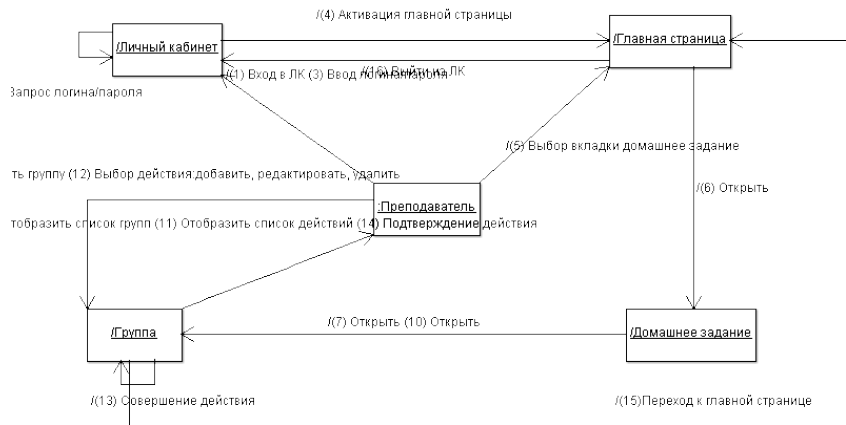 /(4) Активация главной страницы
/Личный кабинет
/Главная страница
/(1) Вход в ЛК (3) Ввод логина/пароля
/(16) Выйти из ЛК
Запрос логина/пароля
/(5) Выбор вкладки домашнее задание
ть группу (12) Выбор действия:добавить, редактировать, удалить
/(6) Открыть
:Преподаватель
тобразить список групп (11) Отобразить список действий (14) Подтверждение действия
/(7) Открыть (10) Открыть
/Группа
/Домашнее задание
/(13) Совершение действия
/(15)Переход к главной странице